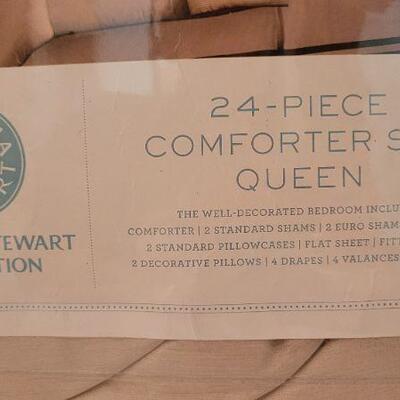 24-PIECE
COMFORTER S
QUEEN
THE WELL-DECORATED BEDROOM INCLU
COMFORTER | 2 STANDARD SHAMS | 2 EURO SHAM
2 STANDARD PILLOWCASES | FLAT SHEET | FITT
2 DECORATIVE PILLOWS | 4 DRAPES | 4 VALANCES
TEWART
TION